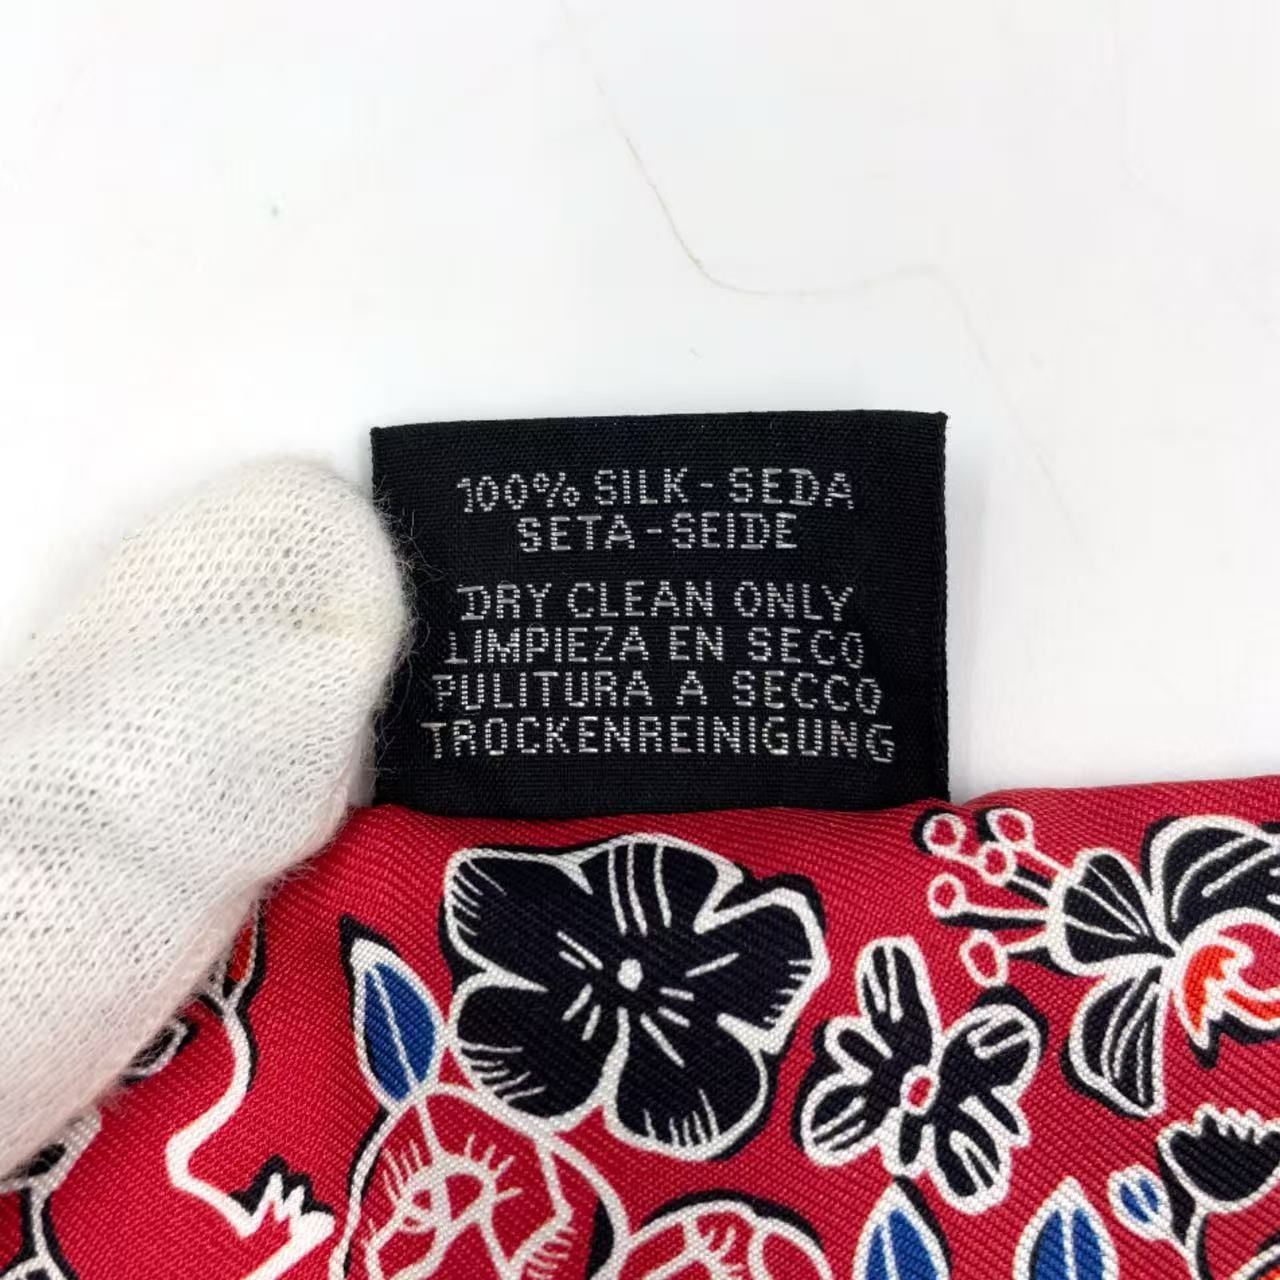 100% SILK - SEDA
SETA - SEIDE
DRY CLEAN ONLY
LIMPIEZA EN SECO
PULITURA A SECCO
TROCKENREINIGUNG